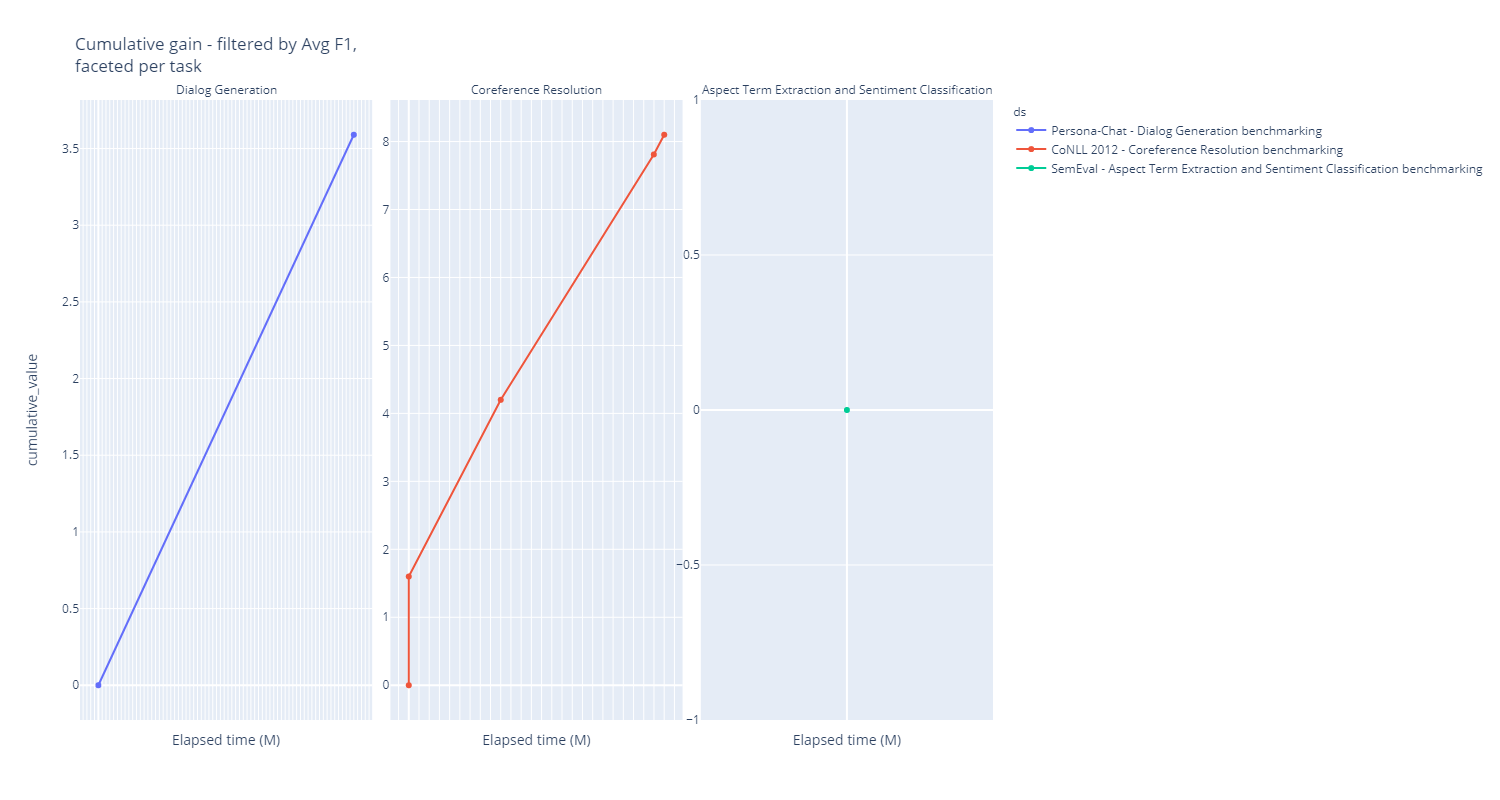 Cumulative gain - filtered by Avg F1,
faceted per task
Dialog Generation
Coreference Resolution
Aspect Term Extraction and Sentiment Classification
cumulative_value
3.5
3
2.5
2
1.5
1
0.5
0
8
7
6
5
4
3
2
1
0
1
0.5
0
−0.5
−1
Elapsed time (M)
Elapsed time (M)
Elapsed time (M)
ds
Persona-Chat - Dialog Generation benchmarking
CoNLL 2012 - Coreference Resolution benchmarking
SemEval - Aspect Term Extraction and Sentiment Classification benchmarking